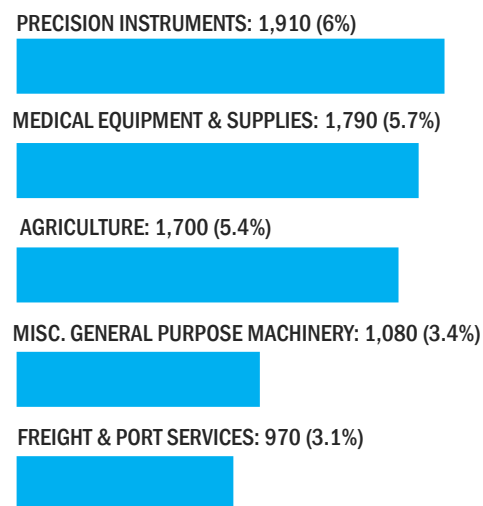 PRECISION INSTRUMENTS: 1,910 (6%)
MEDICAL EQUIPMENT & SUPPLIES: 1,790 (5.7%)
AGRICULTURE: 1,700 (5.4%)
MISC. GENERAL PURPOSE MACHINERY: 1,080 (3.4%)
FREIGHT & PORT SERVICES: 970 (3.1%)